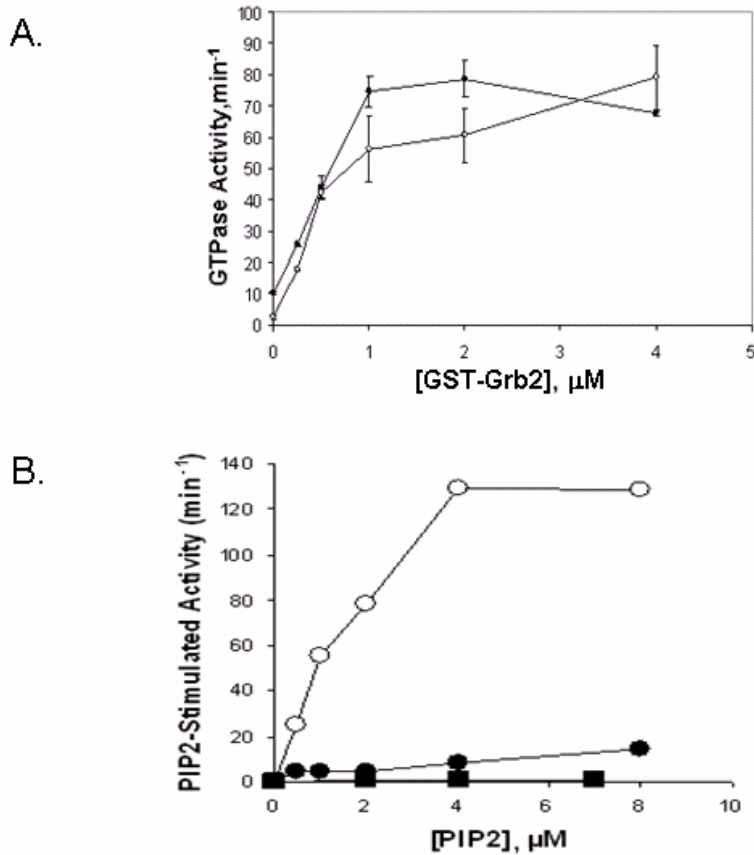 A.
GTPase Activity,min-1
100
90
80
70
60
50
40
30
20
10
0
0 1 2 3 4 5
[GST-Grb2], µM
B.
PIP2-Stimulated Activity (min-1)
140
120
100
80
60
40
20
0
0 2 4 6 8 10
[PIP2], µM